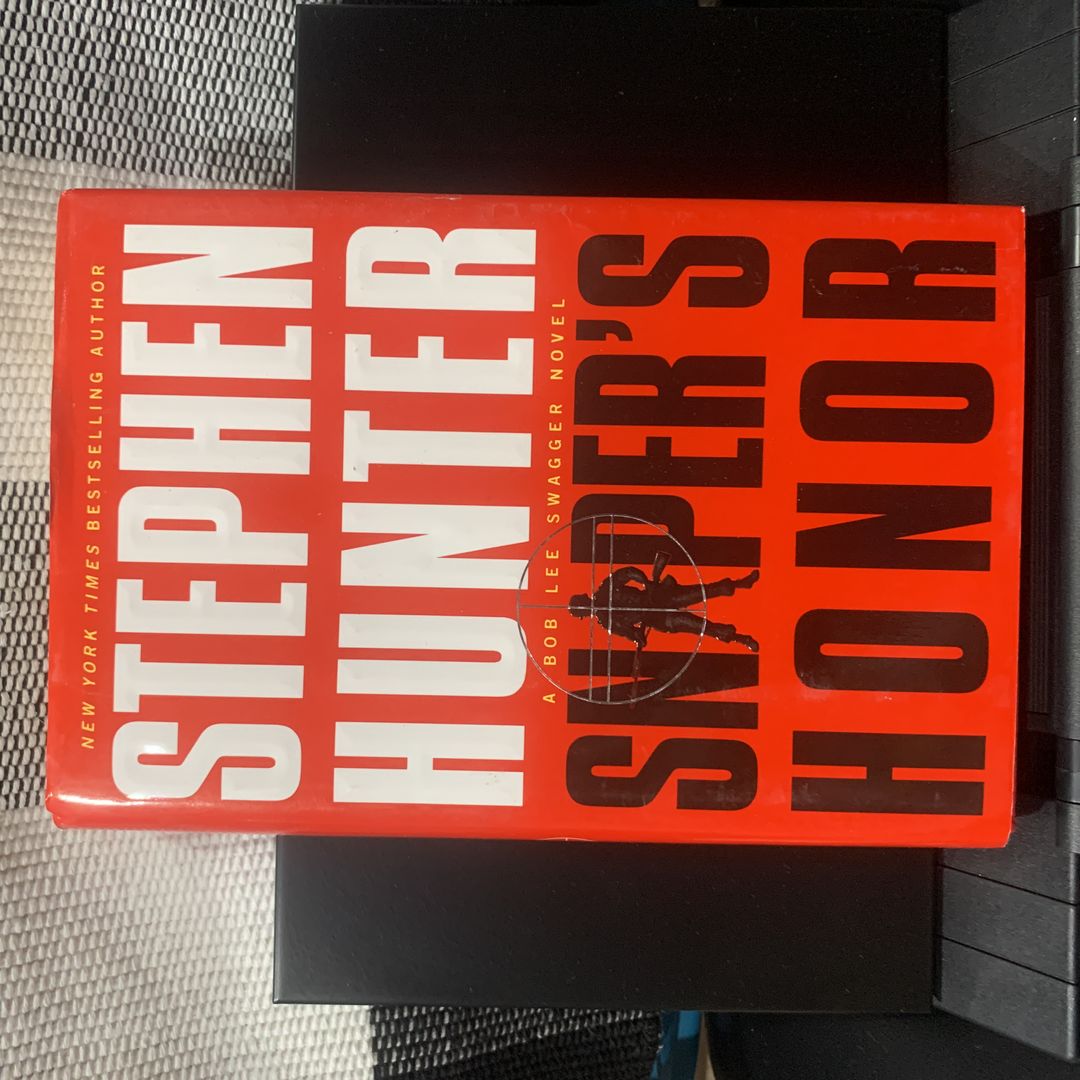 NEW YORK TIMES BESTSELLING AUTHOR
STEPHEN
HUNTER
A BOB LEE SWAGGER NOVEL
SNIPER'S
HONOR